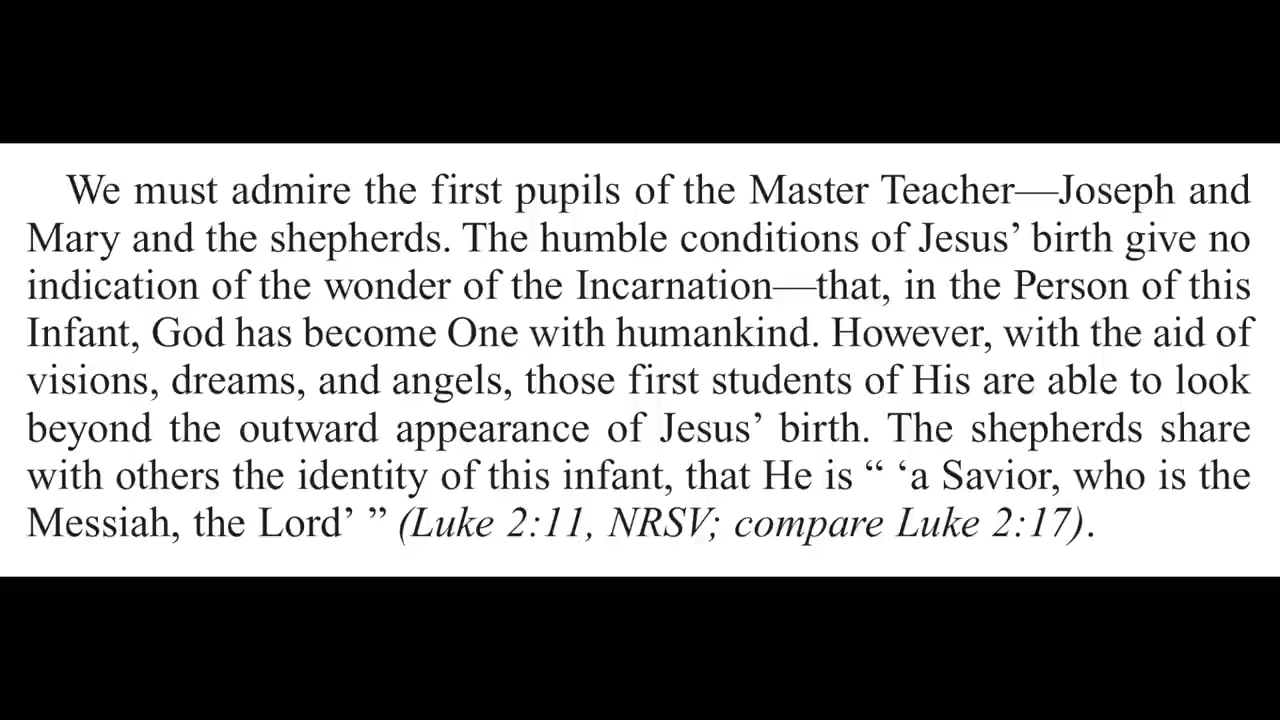 We must admire the first pupils of the Master Teacher—Joseph and
Mary and the shepherds. The humble conditions of Jesus’ birth give no
indication of the wonder of the Incarnation—that, in the Person of this
Infant, God has become One with humankind. However, with the aid of
visions, dreams, and angels, those first students of His are able to look
beyond the outward appearance of Jesus’ birth. The shepherds share
with others the identity of this infant, that He is “ ‘a Savior, who is the
Messiah, the Lord’ ” (Luke 2:11, NRSV; compare Luke 2:17).